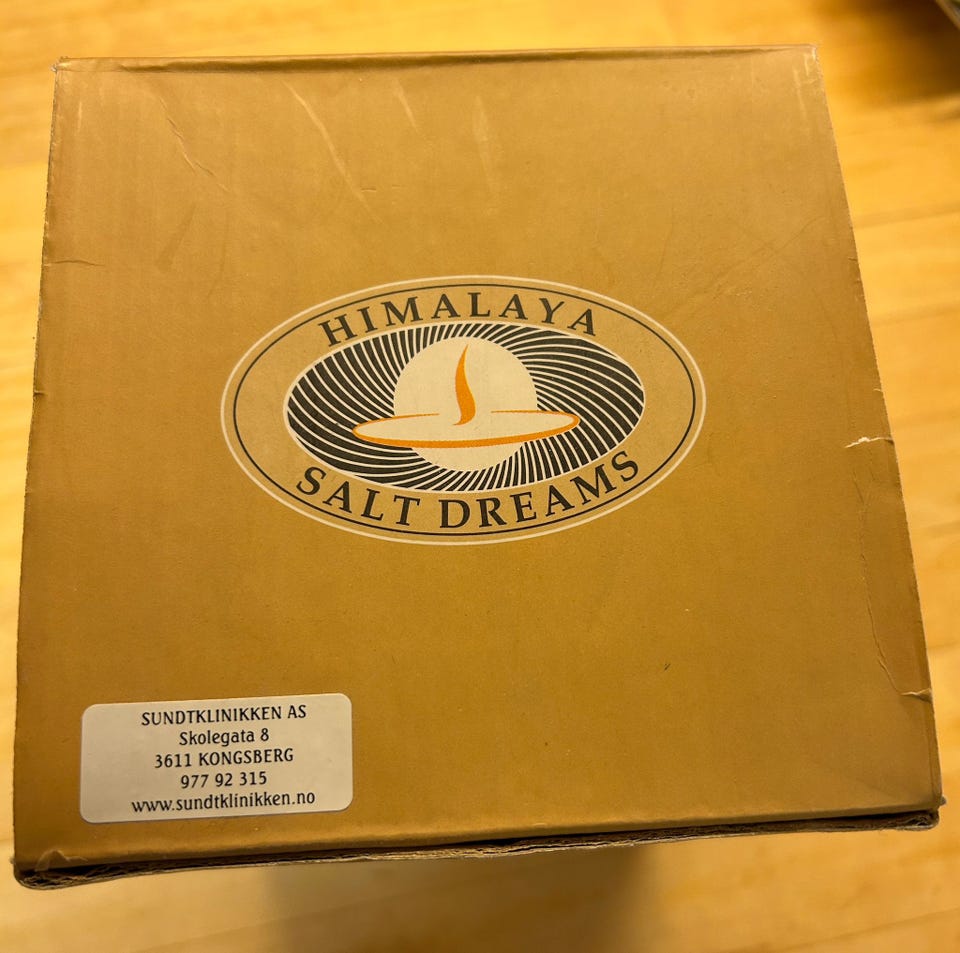 HIMALAYA
SALT DREAMS
SUNDTKLINIKKEN AS
Skolegata 8
3611 KONGSBERG
977 92 315
www.sundtklinikken.no